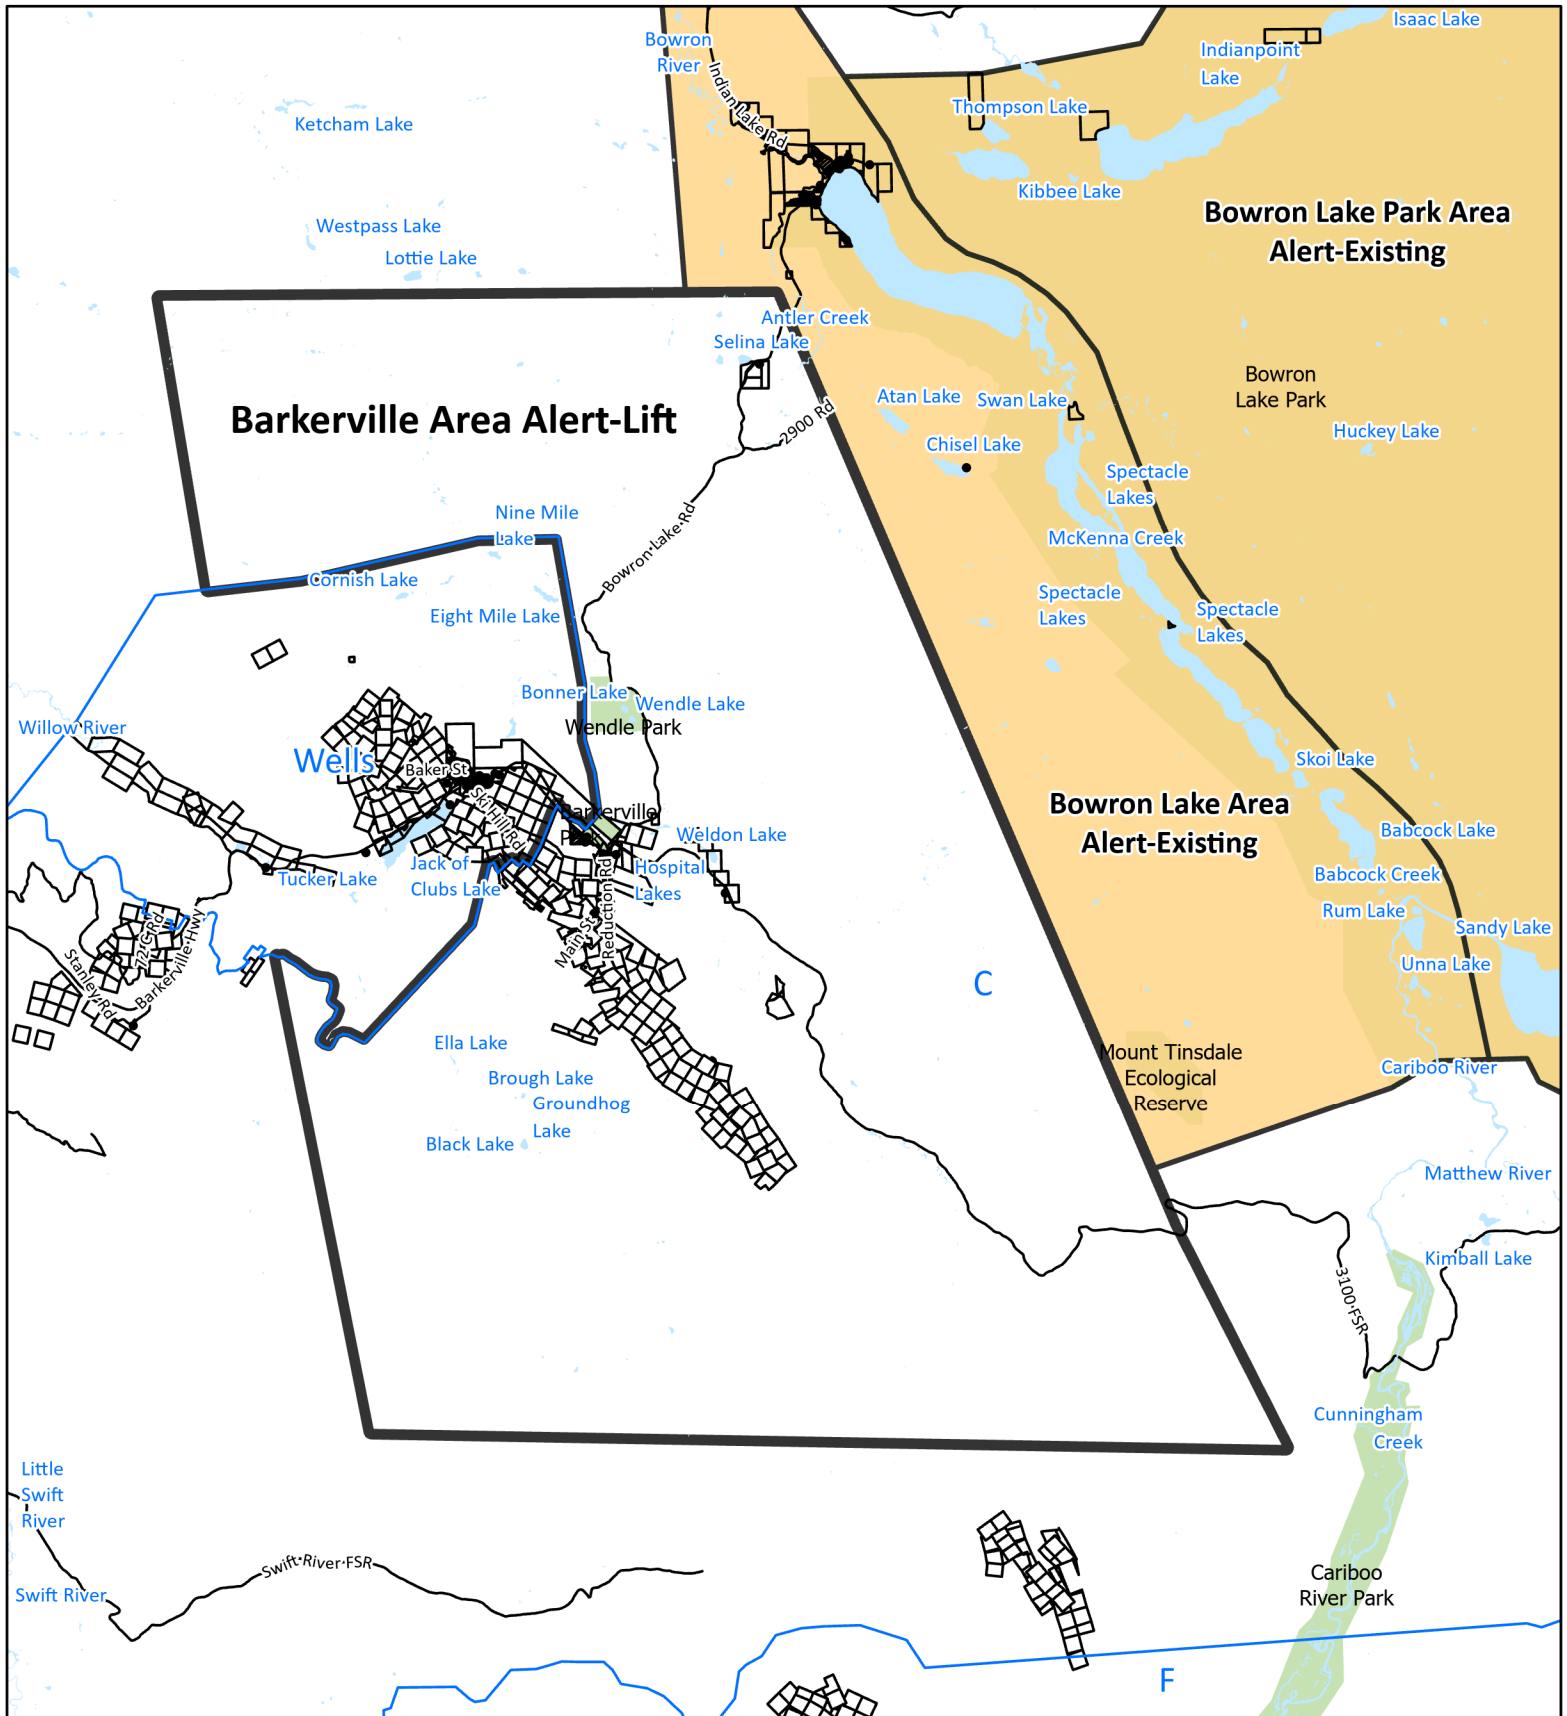 Isaac Lake
Bowron
River
Indianpoint
Lake
Indian Lake Rd
Thompson Lake
Ketcham Lake
Kibbee Lake
Bowron Lake Park Area
Alert-Existing
Westpass Lake
Lottie Lake
Antler Creek
Selina Lake
Bowron
Lake Park
Atan Lake
Swan Lake
Barkerville Area Alert-Lift
2900 Rd
Huckey Lake
Chisel Lake
Spectacle
Lakes
Nine Mile
Lake
Bowron Lake Rd
McKenna Creek
Cornish Lake
Eight Mile Lake
Spectacle
Lakes
Spectacle
Lakes
Bonner Lake
Wendle Lake
Willow River
Wendle Park
Wells
Baker St
Skoi Lake
Ski Hill Rd
Barkerville
Park
Bowron Lake Area
Alert-Existing
Weldon Lake
Babcock Lake
Jack of
Clubs Lake
Tucker Lake
Hospital
Lakes
Babcock Creek
Rum Lake
Reduction Rd
Main St
Sandy Lake
72 G Rd
Barkerville Hwy
Stanley Rd
Unna Lake
C
Ella Lake
Mount Tinsdale
Ecological
Reserve
Cariboo River
Brough Lake
Groundhog
Lake
Black Lake
Matthew River
Kimball Lake
3100 FSR
Cunningham
Creek
Little
Swift
River
Swift River FSR
Swift River
Cariboo
River Park
F